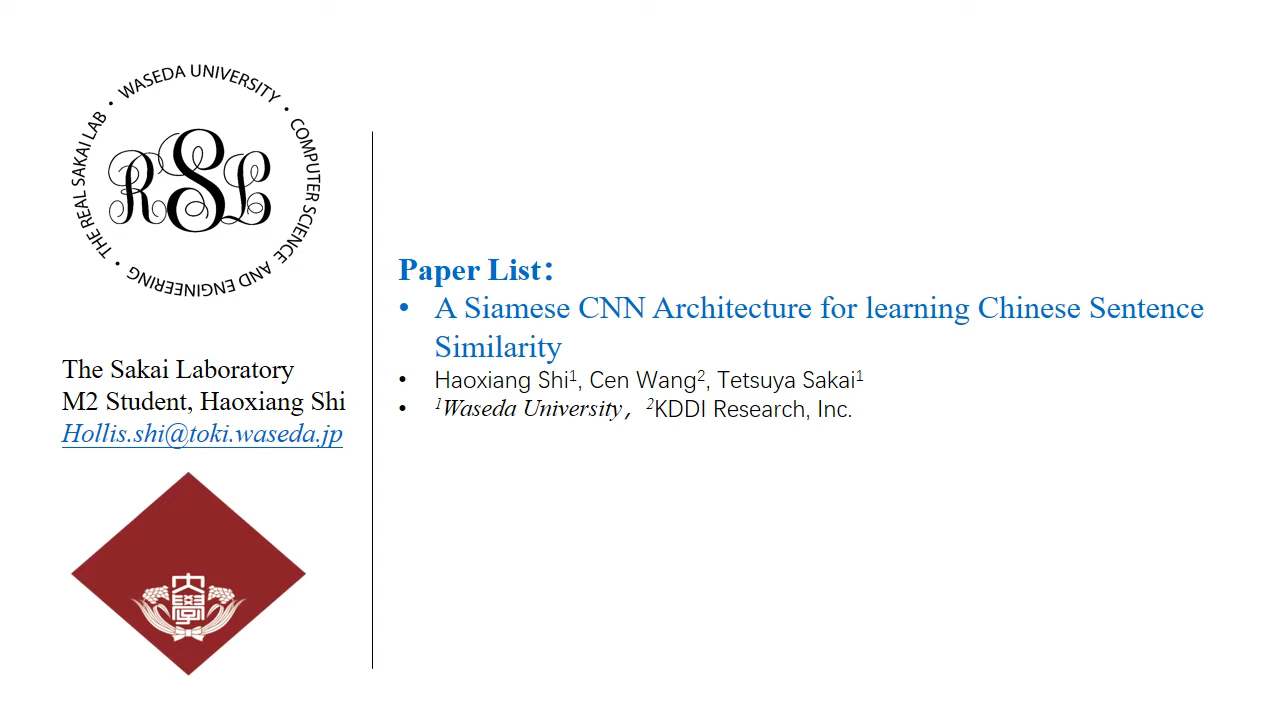 THE REAL SAKAI LAB • WASEDA UNIVERSITY • COMPUTER SCIENCE AND ENGINEERING •
RSL
The Sakai Laboratory
M2 Student, Haoxiang Shi
Hollis.shi@toki.waseda.jp
大學
Paper List：
• A Siamese CNN Architecture for learning Chinese Sentence
Similarity
• Haoxiang Shi¹, Cen Wang², Tetsuya Sakai¹
• ¹Waseda University，²KDDI Research, Inc.